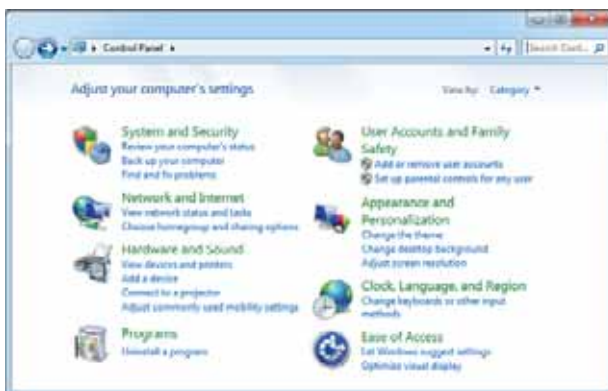 Control Panel
Search Cont...
Adjust your computer's settings
View by: Category
System and Security
Review your computer's status
Back up your computer
Find and fix problems
Network and Internet
View network status and tasks
Choose homegroup and sharing options
Hardware and Sound
View devices and printers
Add a device
Connect to a projector
Adjust commonly used mobility settings
Programs
Uninstall a program
User Accounts and Family
Safety
Add or remove user accounts
Set up parental controls for any user
Appearance and
Personalization
Change the theme
Change desktop background
Adjust screen resolution
Clock, Language, and Region
Change keyboards or other input
methods
Ease of Access
Let Windows suggest settings
Optimize visual display